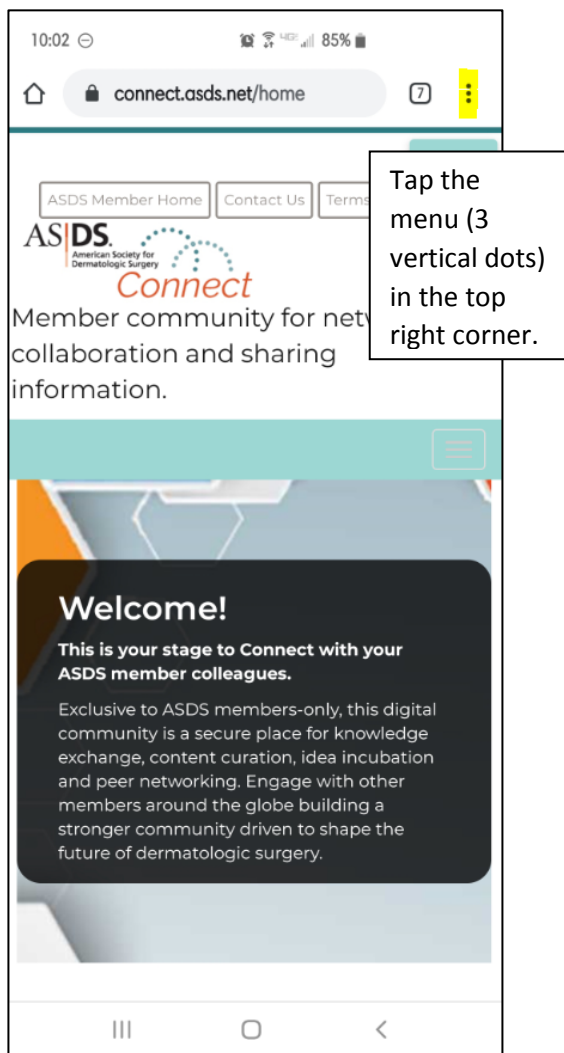 10:02
85%
connect.asds.net/home
7
ASDS Member Home
Contact Us
Terms
Tap the
menu (3
vertical dots)
in the top
right corner.
ASDS.
American Society for
Dermatologic Surgery
Connect
Member community for
collaboration and sharing
information.
Welcome!
This is your stage to Connect with your
ASDS member colleagues.
Exclusive to ASDS members-only, this digital
community is a secure place for knowledge
exchange, content curation, idea incubation
and peer networking. Engage with other
members around the globe building a
stronger community driven to shape the
future of dermatologic surgery.